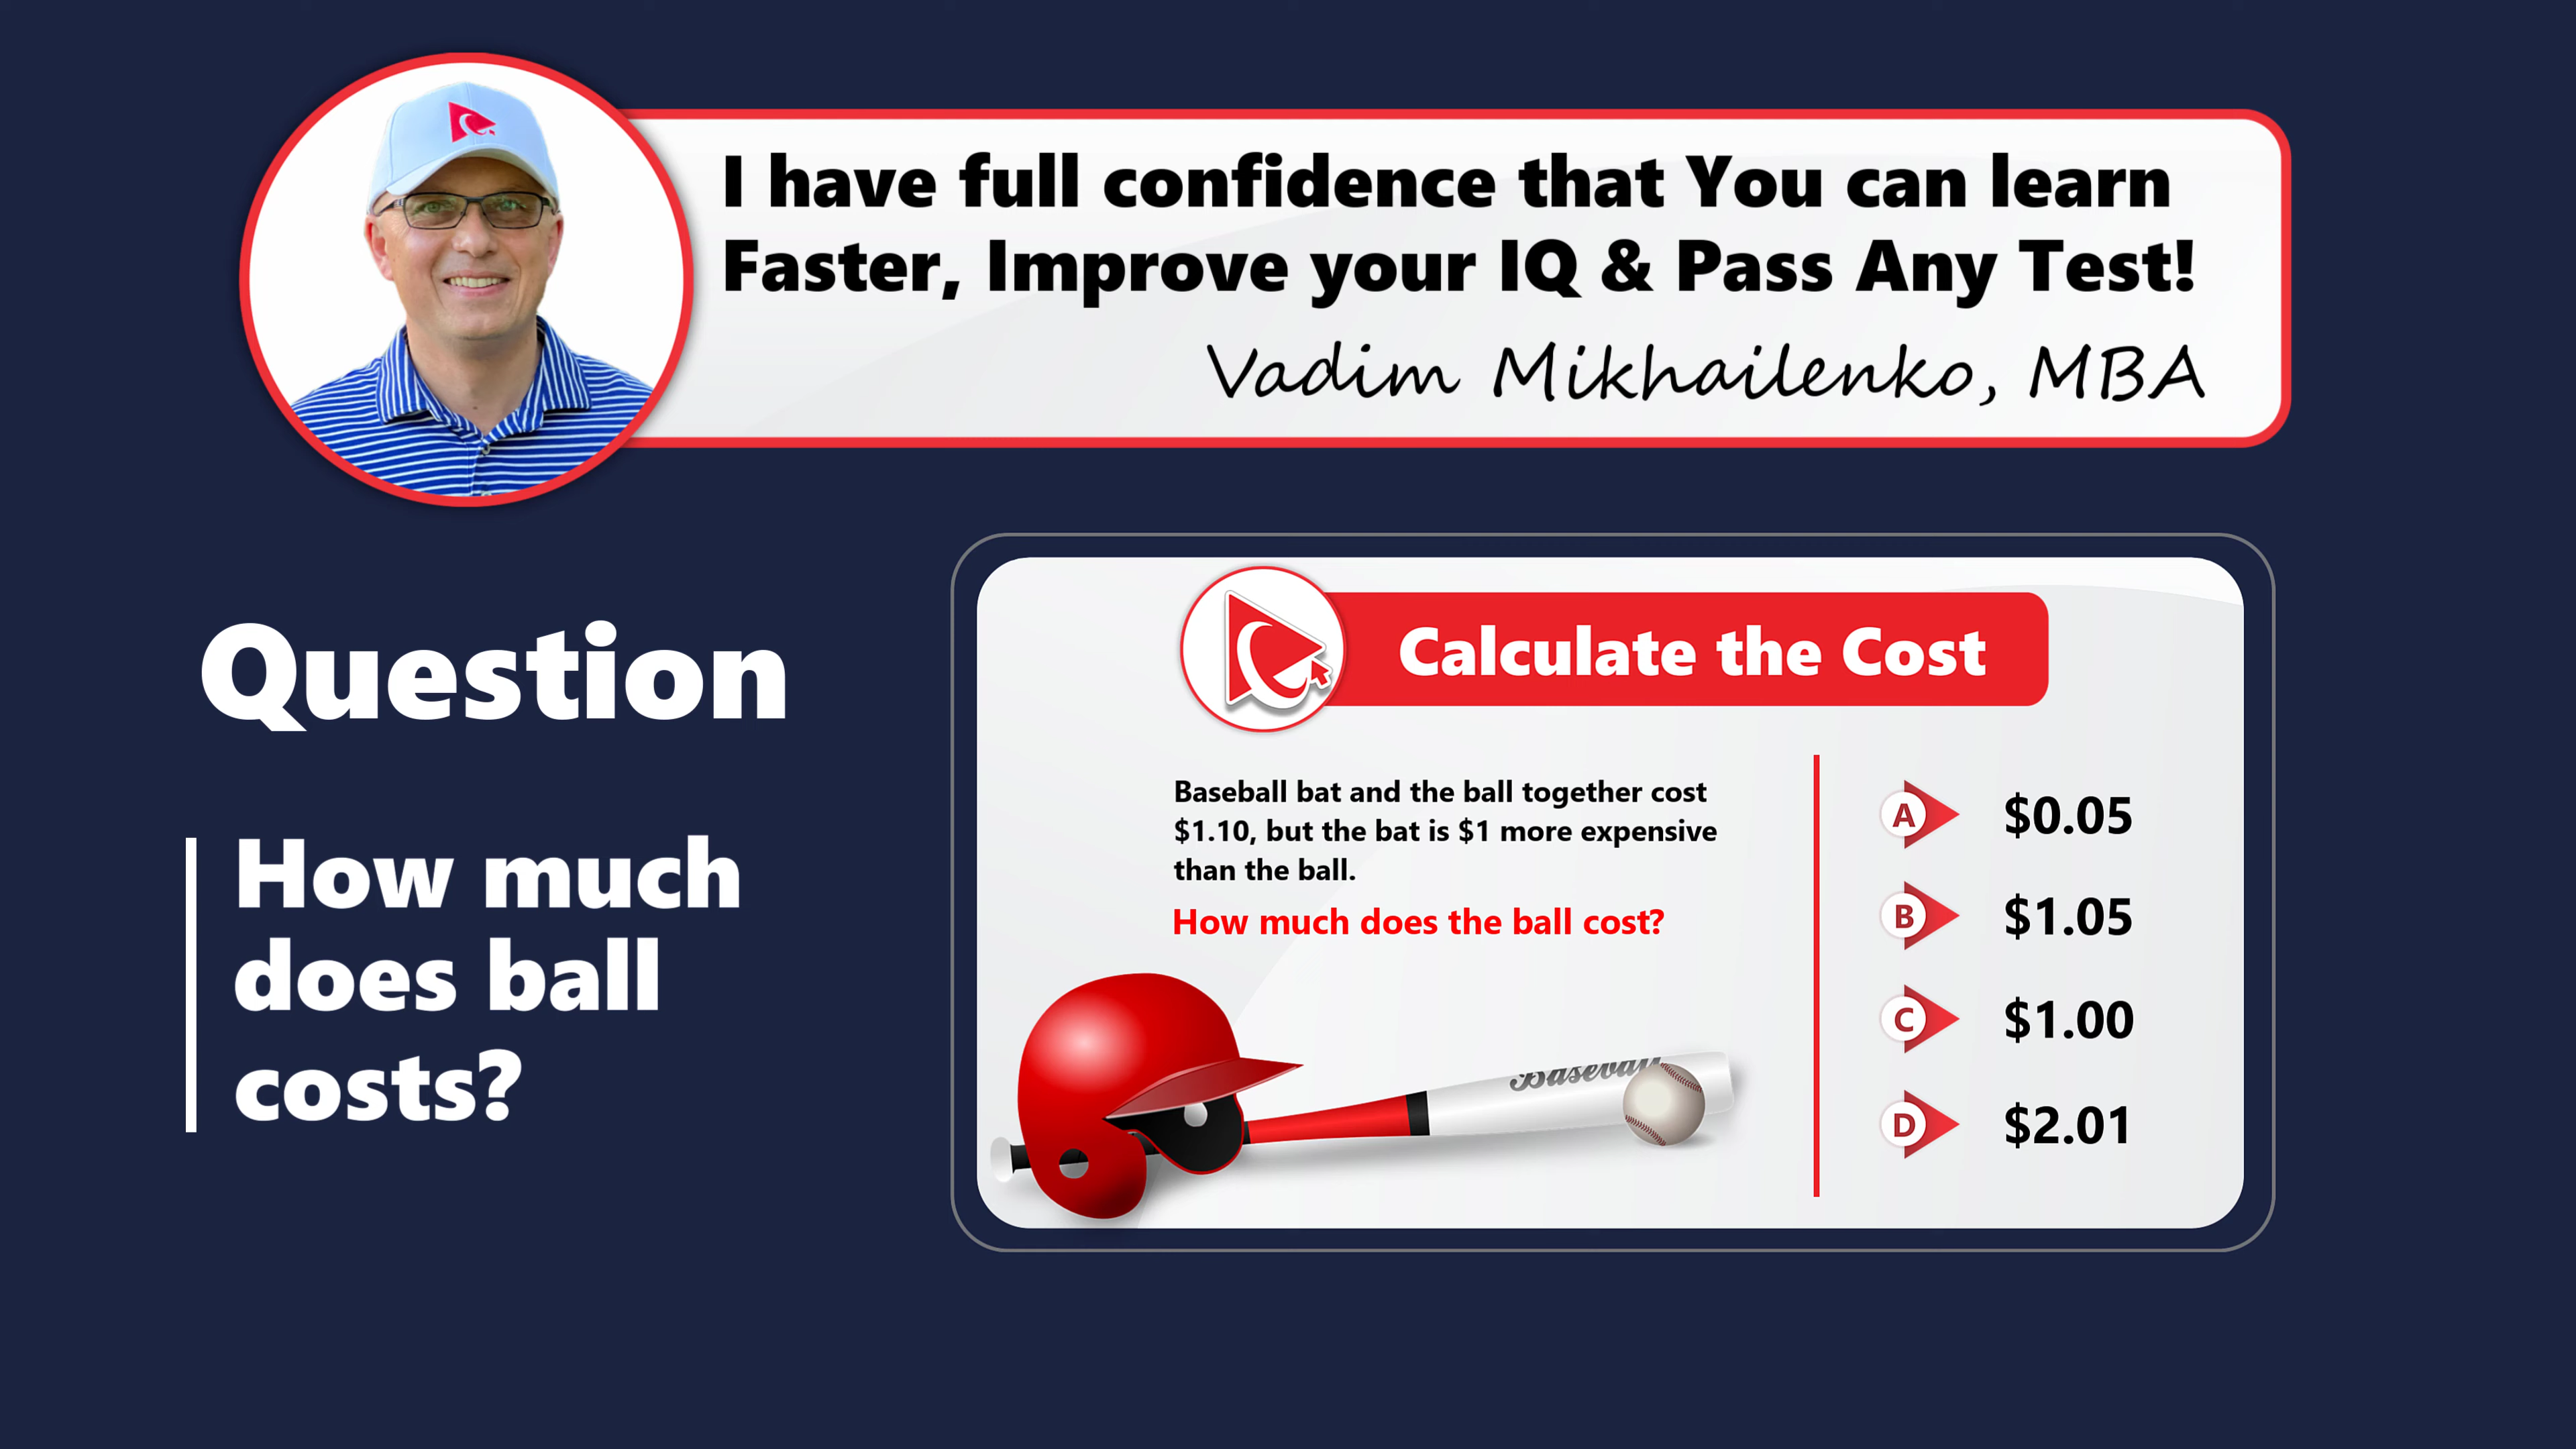 I have full confidence that You can learn
Faster, Improve your IQ & Pass Any Test!
Vadim Mikhailenko, MBA
Question
How much
does ball
costs?
Calculate the Cost
Baseball bat and the ball together cost
$1.10, but the bat is $1 more expensive
than the ball.
How much does the ball cost?
Baseball
A $0.05
B $1.05
C $1.00
D $2.01